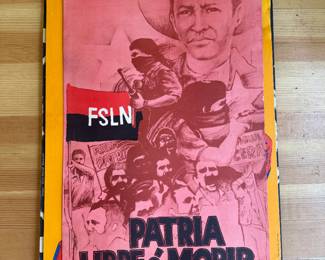 FSLN
PATRIA
LIBRE ó MORIR